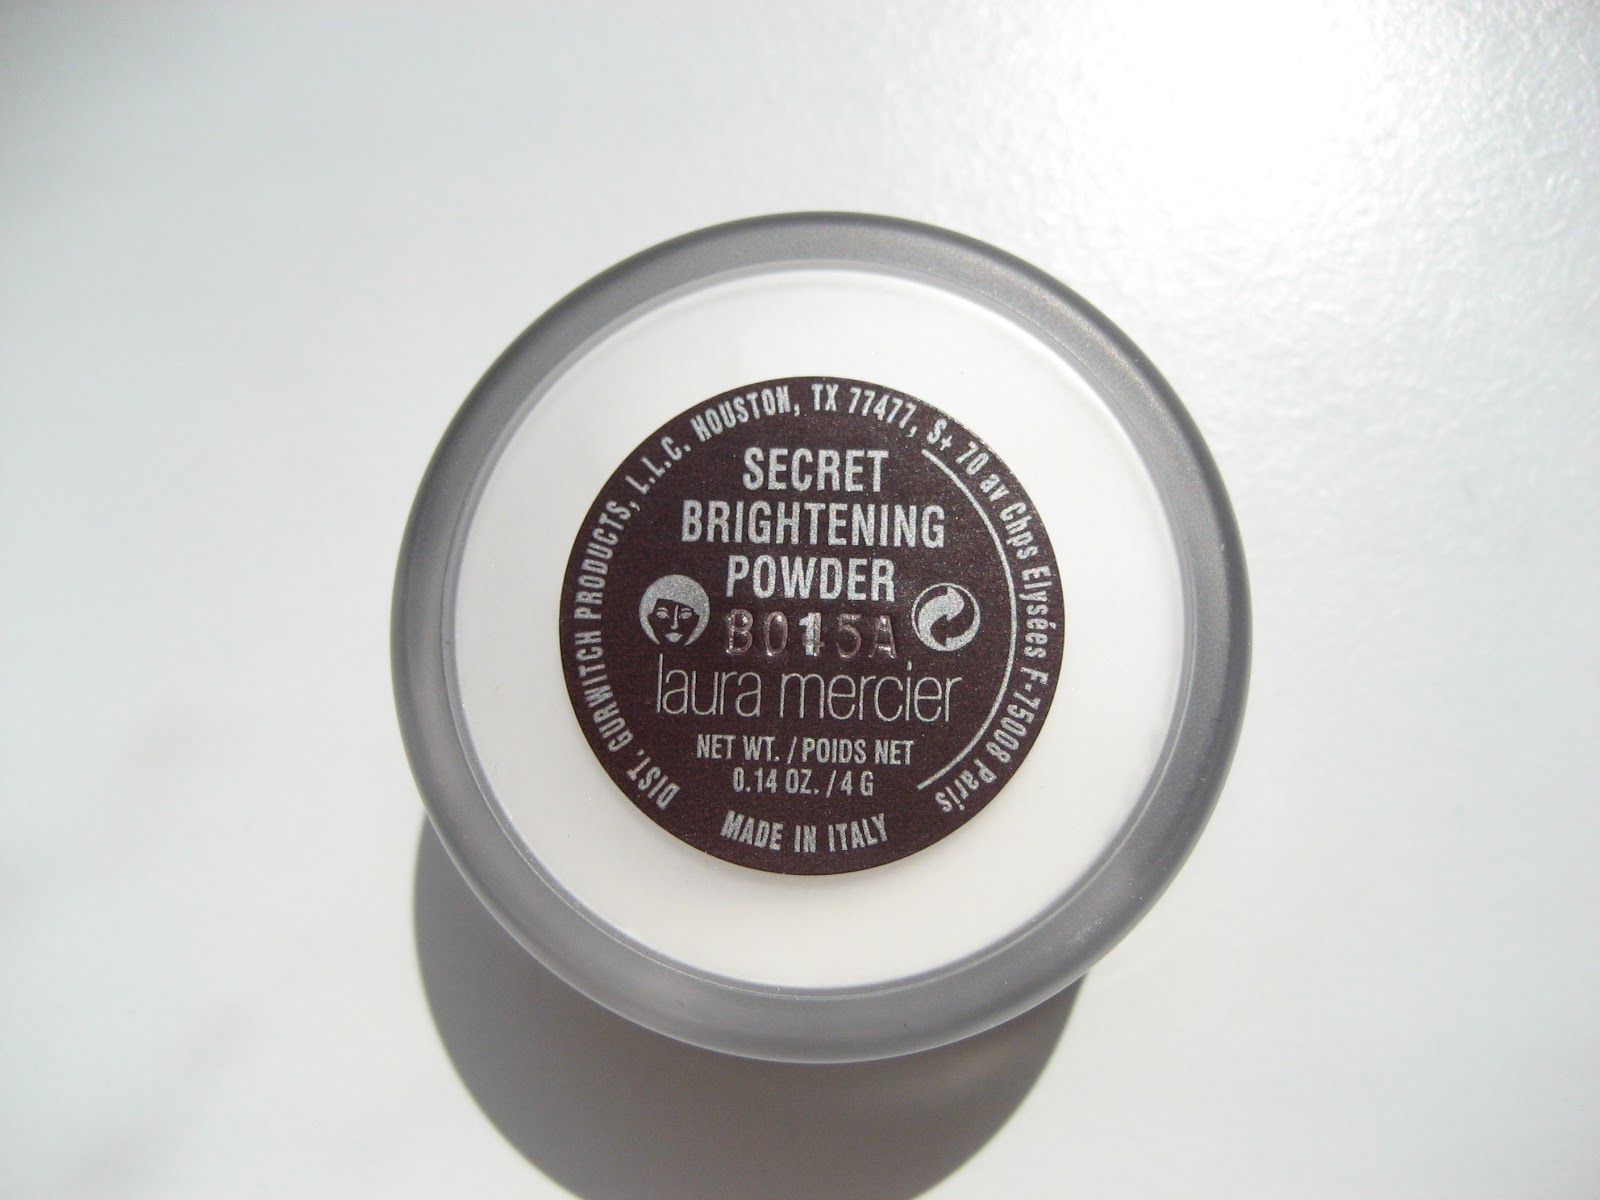 DIST. GURWITCH PRODUCTS, L.L.C. HOUSTON, TX 77477, S+ 70 av Chps Elysées F-75008 Paris
SECRET
BRIGHTENING
POWDER
laura mercier
NET WT. / POIDS NET
0.14 OZ. / 4 G
MADE IN ITALY